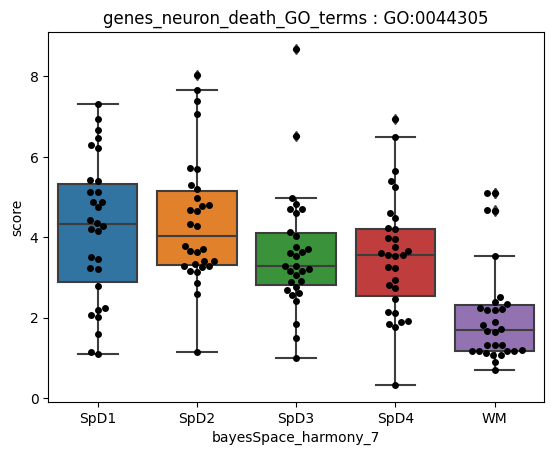 genes_neuron_death_GO_terms : GO:0044305
score
8
6
4
2
0
SpD1 SpD2 SpD3 SpD4 WM
bayesSpace_harmony_7